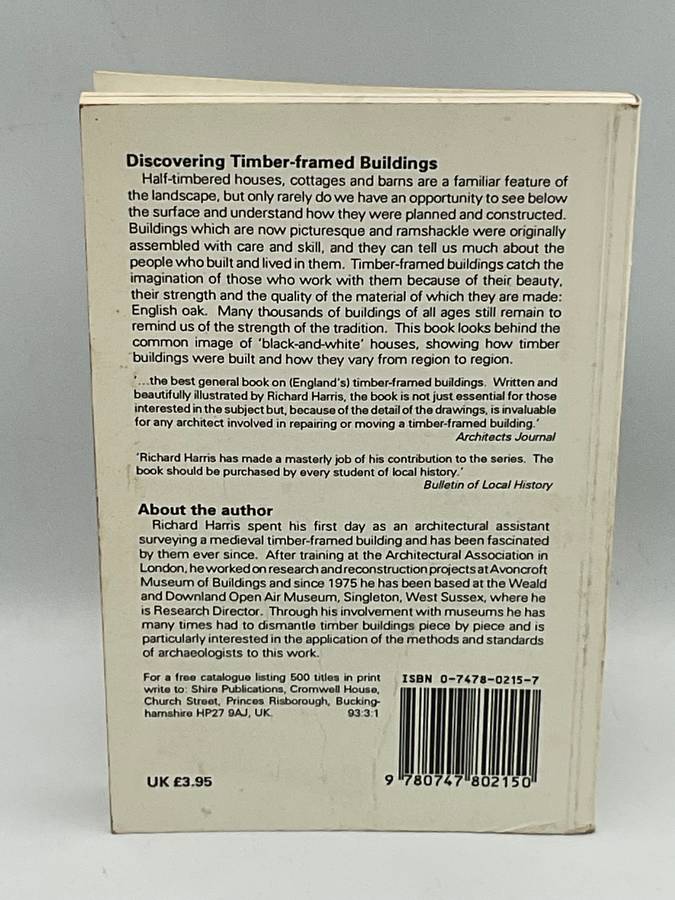 Discovering Timber-framed Buildings
Half-timbered houses, cottages and barns are a familiar feature of
the landscape, but only rarely do we have an opportunity to see below
the surface and understand how they were planned and constructed.
Buildings which are now picturesque and ramshackle were originally
assembled with care and skill, and they can tell us much about the
people who built and lived in them. Timber-framed buildings catch the
imagination of those who work with them because of their beauty,
their strength and the quality of the material of which they are made:
English oak. Many thousands of buildings of all ages still remain to
remind us of the strength of the tradition. This book looks behind the
common image of 'black-and-white' houses, showing how timber
buildings were built and how they vary from region to region.
'...the best general book on (England's) timber-framed buildings. Written and
beautifully illustrated by Richard Harris, the book is not just essential for those
interested in the subject but, because of the detail of the drawings, is invaluable
for any architect involved in repairing or moving a timber-framed building.'
Architects Journal
'Richard Harris has made a masterly job of his contribution to the series. The
book should be purchased by every student of local history.'
Bulletin of Local History
About the author
Richard Harris spent his first day as an architectural assistant
surveying a medieval timber-framed building and has been fascinated
by them ever since. After training at the Architectural Association in
London, he worked on research and reconstruction projects at Avoncroft
Museum of Buildings and since 1975 he has been based at the Weald
and Downland Open Air Museum, Singleton, West Sussex, where he
is Research Director. Through his involvement with museums he has
many times had to dismantle timber buildings piece by piece and is
particularly interested in the application of the methods and standards
of archaeologists to this work.
For a free catalogue listing 500 titles in print
write to: Shire Publications, Cromwell House,
Church Street, Princes Risborough, Bucking-
hamshire HP27 9AJ, UK. 93:3:1
ISBN 0-7478-0215-7
9 780747 802150
UK £3.95